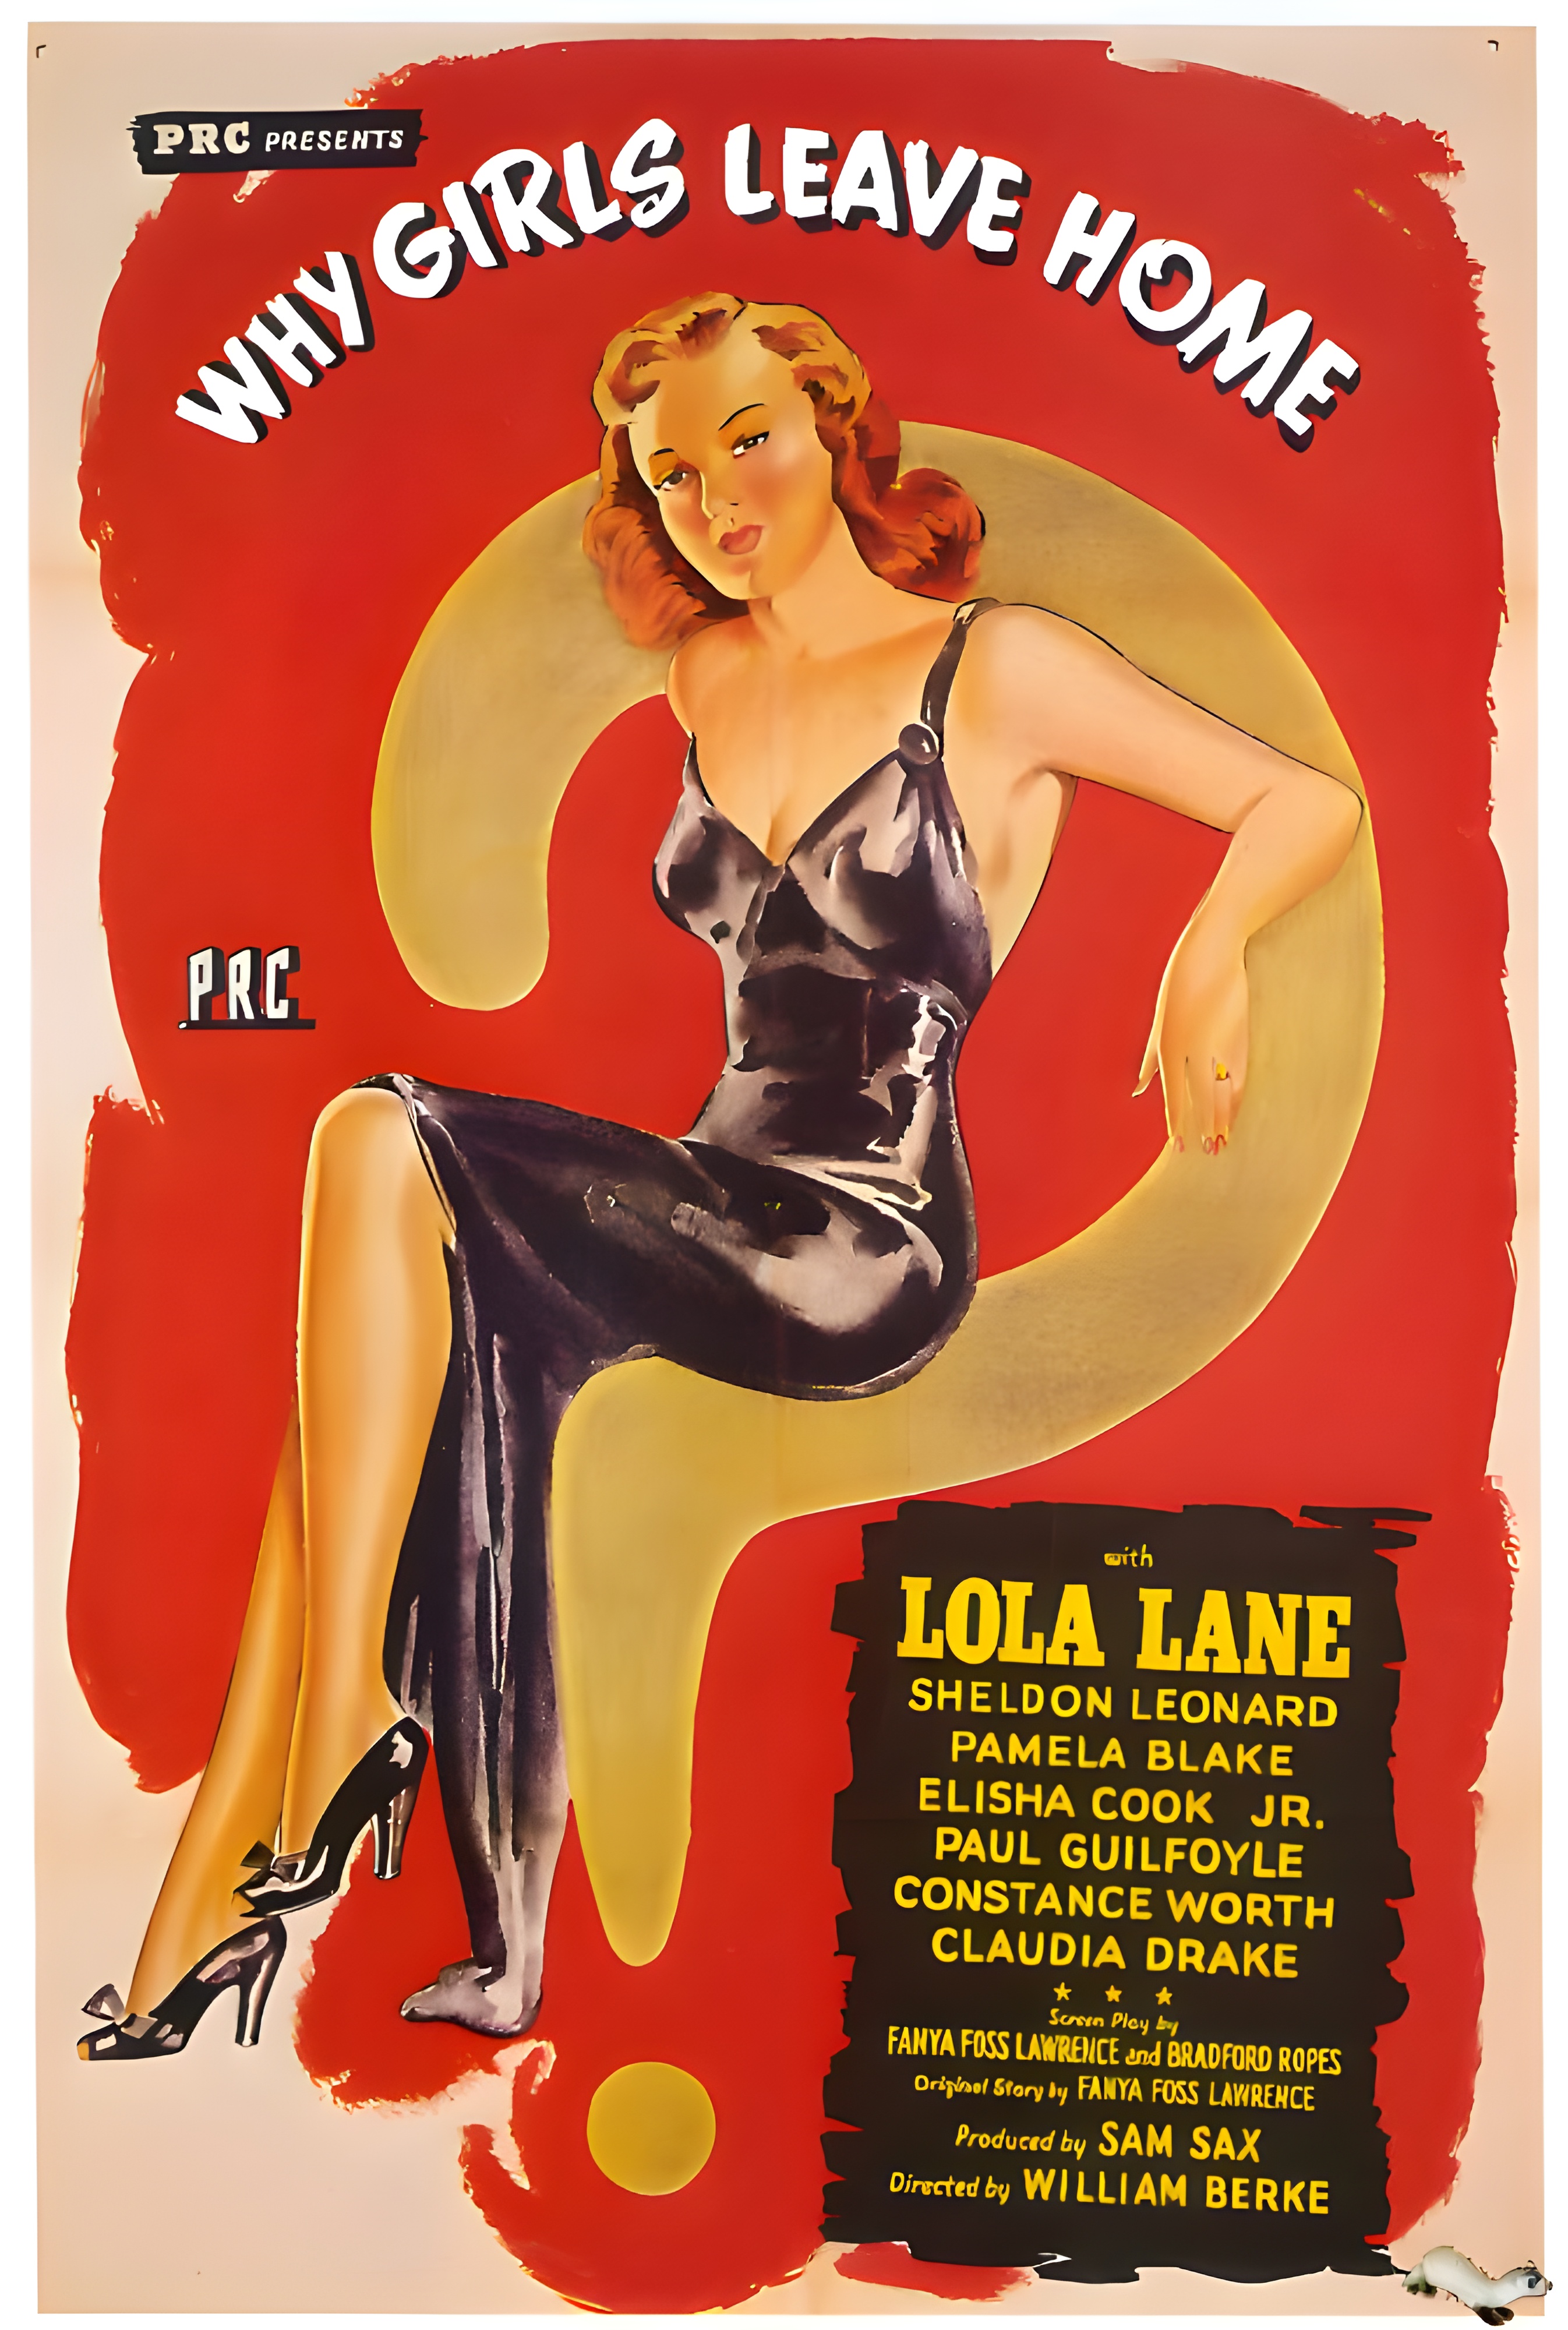 PRC PRESENTS
WHY GIRLS LEAVE HOME
PRC
with
LOLA LANE
SHELDON LEONARD
PAMELA BLAKE
ELISHA COOK JR.
PAUL GUILFOYLE
CONSTANCE WORTH
CLAUDIA DRAKE
★ ★ ★
Screen Play by
FANYA FOSS LAWRENCE and BRADFORD ROPES
Original Story by FANYA FOSS LAWRENCE
Produced by SAM SAX
Directed by WILLIAM BERKE